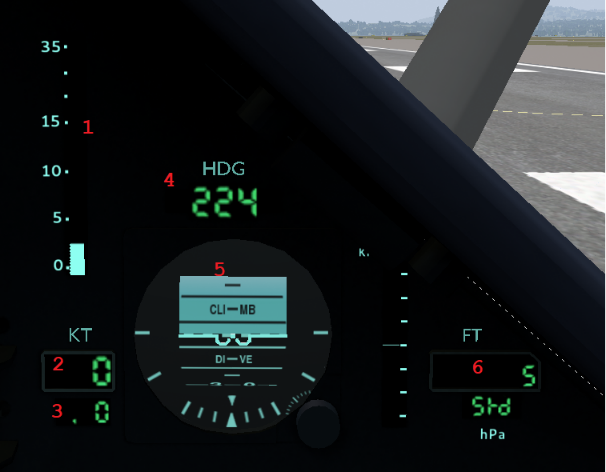 35.
1
15.
10.
4
HDG
224
5.
5
0.
K.
CLI—MB
DI—VE
KT
2 0
3 .0
FT
6 5
Std
hPa